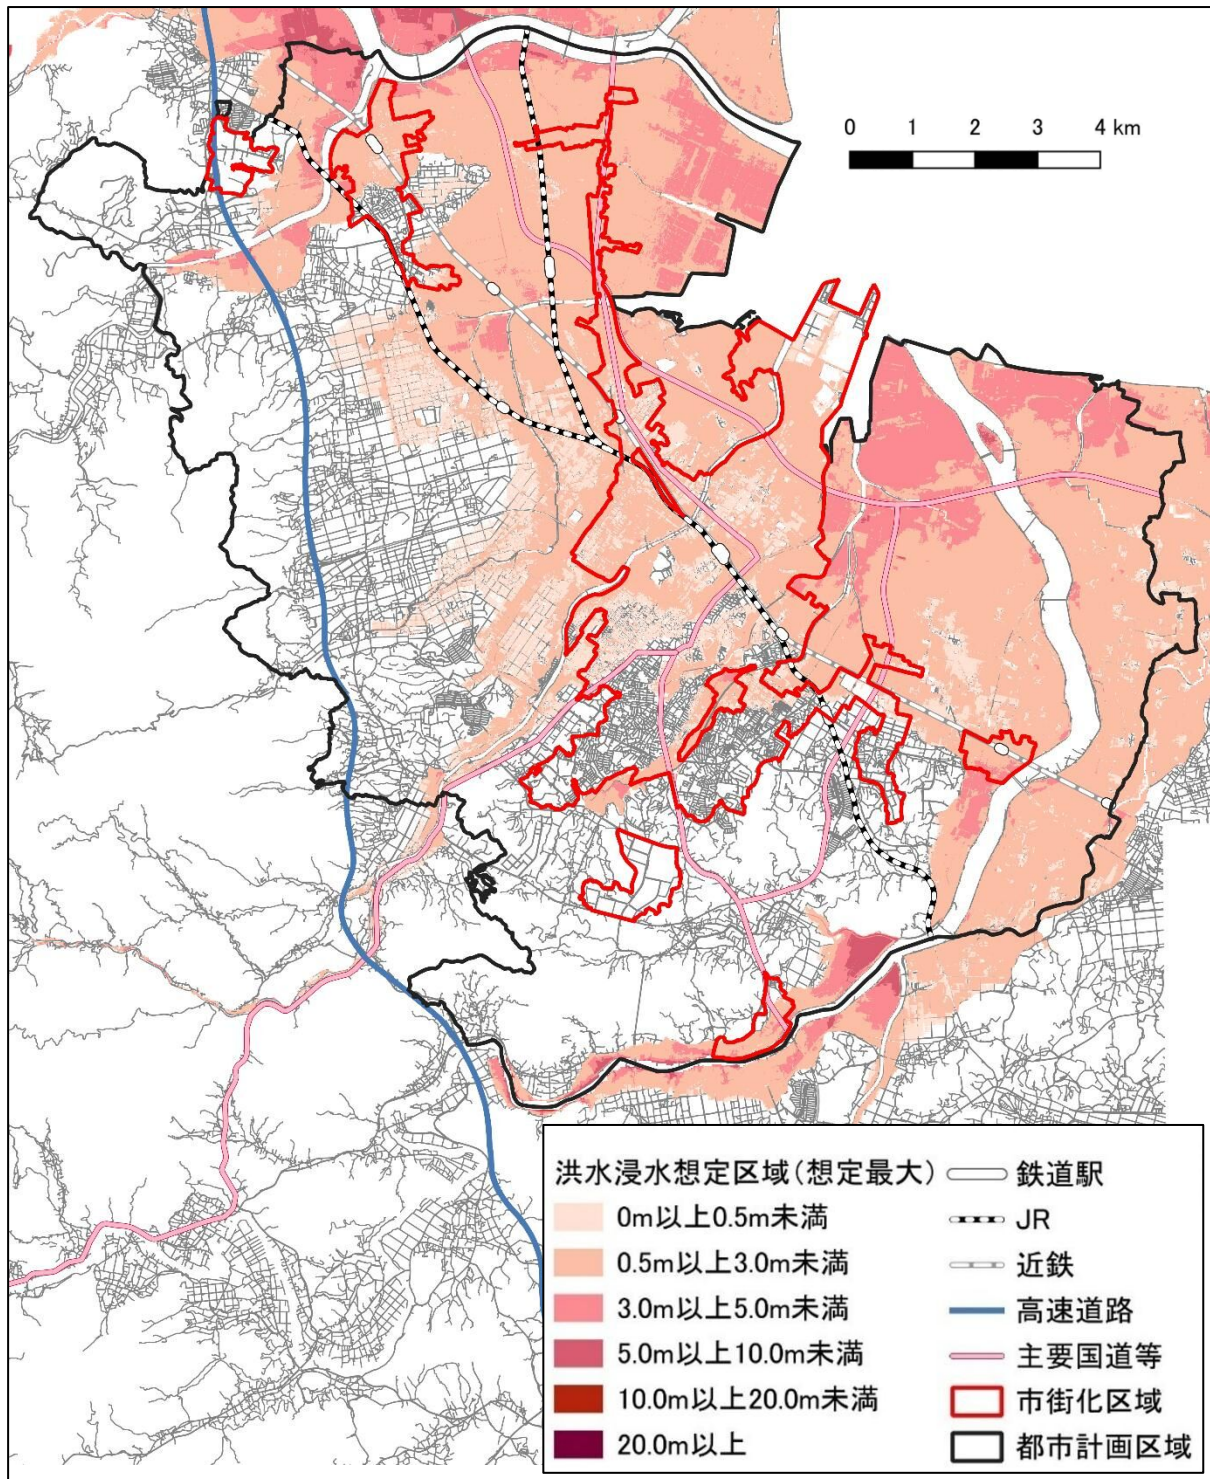 0 1 2 3 4 km
洪水浸水想定区域(想定最大)
0m以上0.5m未満
0.5m以上3.0m未満
3.0m以上5.0m未満
5.0m以上10.0m未満
10.0m以上20.0m未満
20.0m以上
鉄道駅
JR
近鉄
高速道路
主要国道等
市街化区域
都市計画区域